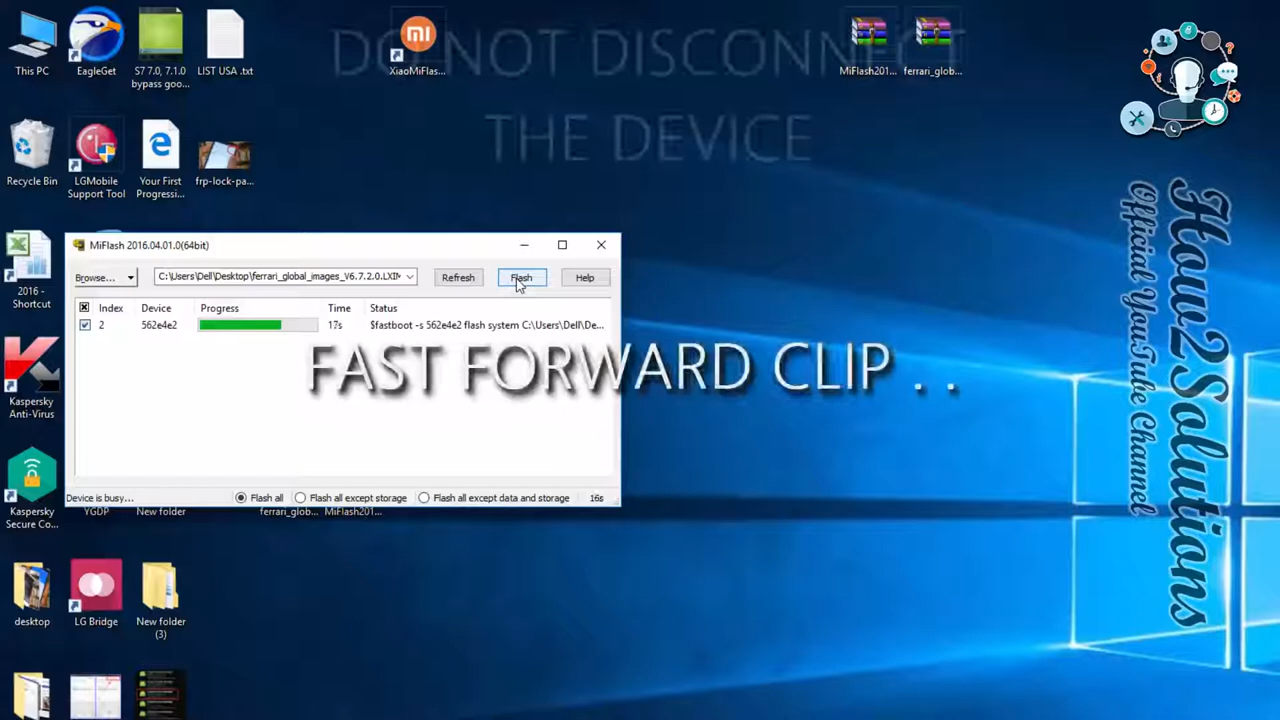 DO NOT DISCONNECT
THE DEVICE
This PC
EagleGet
S7 7.0, 7.1.0
bypass goo...
LIST USA .txt
XiaoMiFlas...
MiFlash201...
ferrari_glob...
Recycle Bin
LGMobile
Support Tool
Your First
Progressi...
frp-lock-pa...
How2Solutions
Official YouTube Channel
MiFlash 2016.04.01.0(64bit)
2016 -
Shortcut
Browse...
C:\Users\Dell\Desktop\ferrari_global_images_V6.7.2.0.LXIM
Refresh
Flash
Help
Index
Device
Progress
Time
Status
2
562e4e2
17s
$fastboot -s 562e4e2 flash system C:\Users\Dell\De...
FAST FORWARD CLIP . .
Kaspersky
Anti-Virus
Device is busy...
Flash all
Flash all except storage
Flash all except data and storage
16s
Kaspersky
Secure Co...
YGDP
New folder
ferrari_glob...
MiFlash201...
desktop
LG Bridge
New folder
(3)